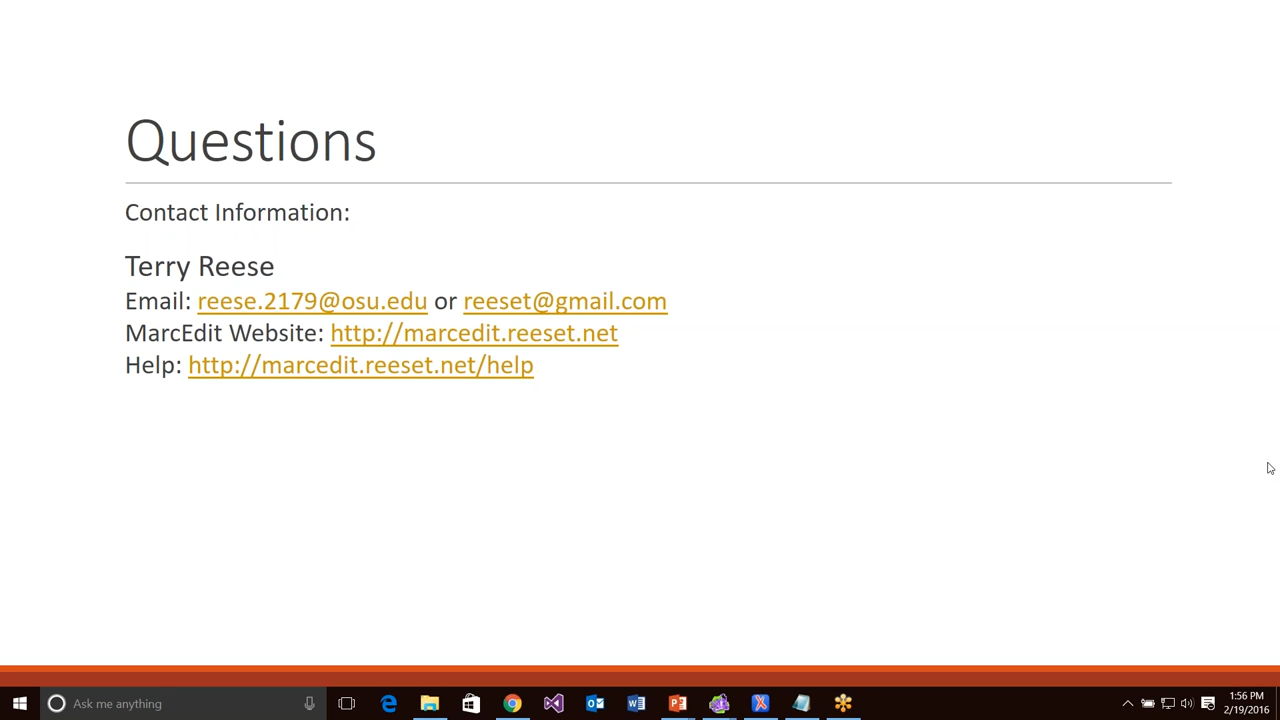 Questions
Contact Information:
Terry Reese
Email: reese.2179@osu.edu or reeset@gmail.com
MarcEdit Website: http://marcedit.reeset.net
Help: http://marcedit.reeset.net/help
Ask me anything
1:56 PM
2/19/2016